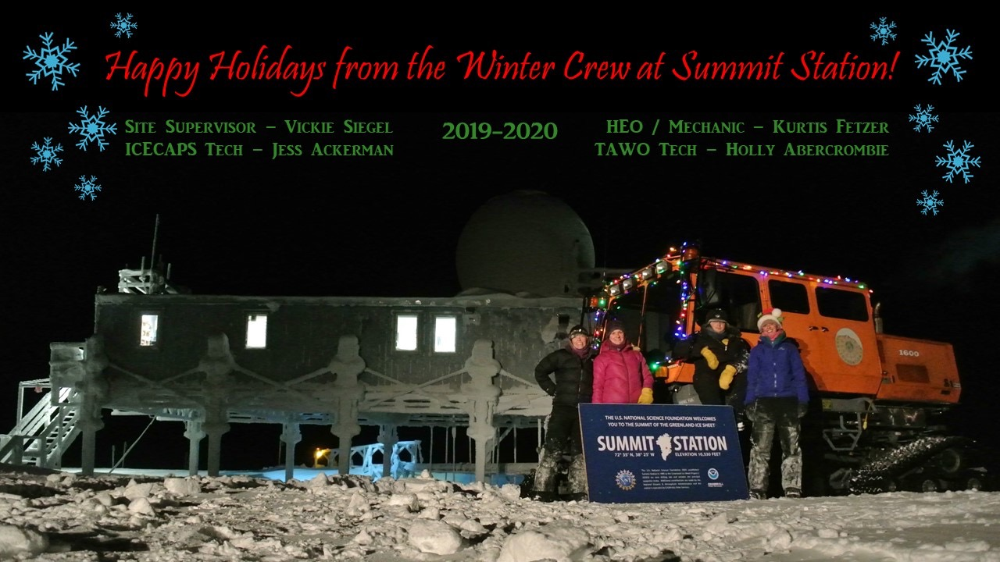 Happy Holidays from the Winter Crew at Summit Station!
Site Supervisor – Vickie Siegel
ICECAPS Tech – Jess Ackerman
2019-2020
HEO / Mechanic – Kurtis Fetzer
TAWO Tech – Holly Abercrombie
1600
THE U.S. NATIONAL SCIENCE FOUNDATION WELCOMES
YOU TO THE SUMMIT OF THE GREENLAND ICE SHEET
SUMMIT STATION
72° 35' N, 38° 25' W
ELEVATION 10,530 FEET